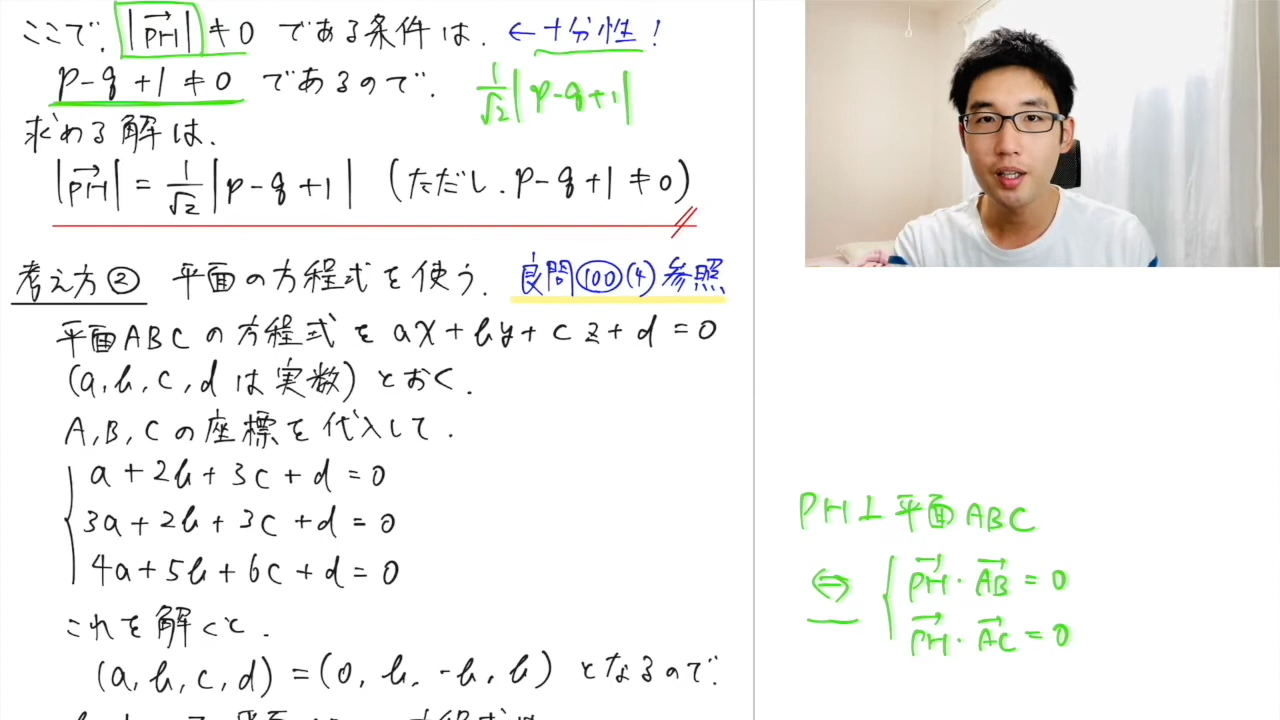 ここで、|→PH| ≠ 0 である条件は、 ← 十分性！
p-q+1 ≠ 0 であるので、 1/√2 |p-q+1|
求める解は、
|→PH| = 1/√2 |p-q+1| (ただし、p-q+1 ≠ 0)
考え方② 平面の方程式を使う. 良問100(4)参照
平面ABCの方程式を ax+by+cz+d=0
(a,b,c,dは実数)とおく.
A,B,Cの座標を代入して.
a+2b+3c+d=0
3a+2b+3c+d=0
4a+5b+6c+d=0
これを解くと.
(a,b,c,d)=(0,b,-b,b)となるので.
PH⊥平面ABC
⇔ →PH・→AB=0
→PH・→AC=0